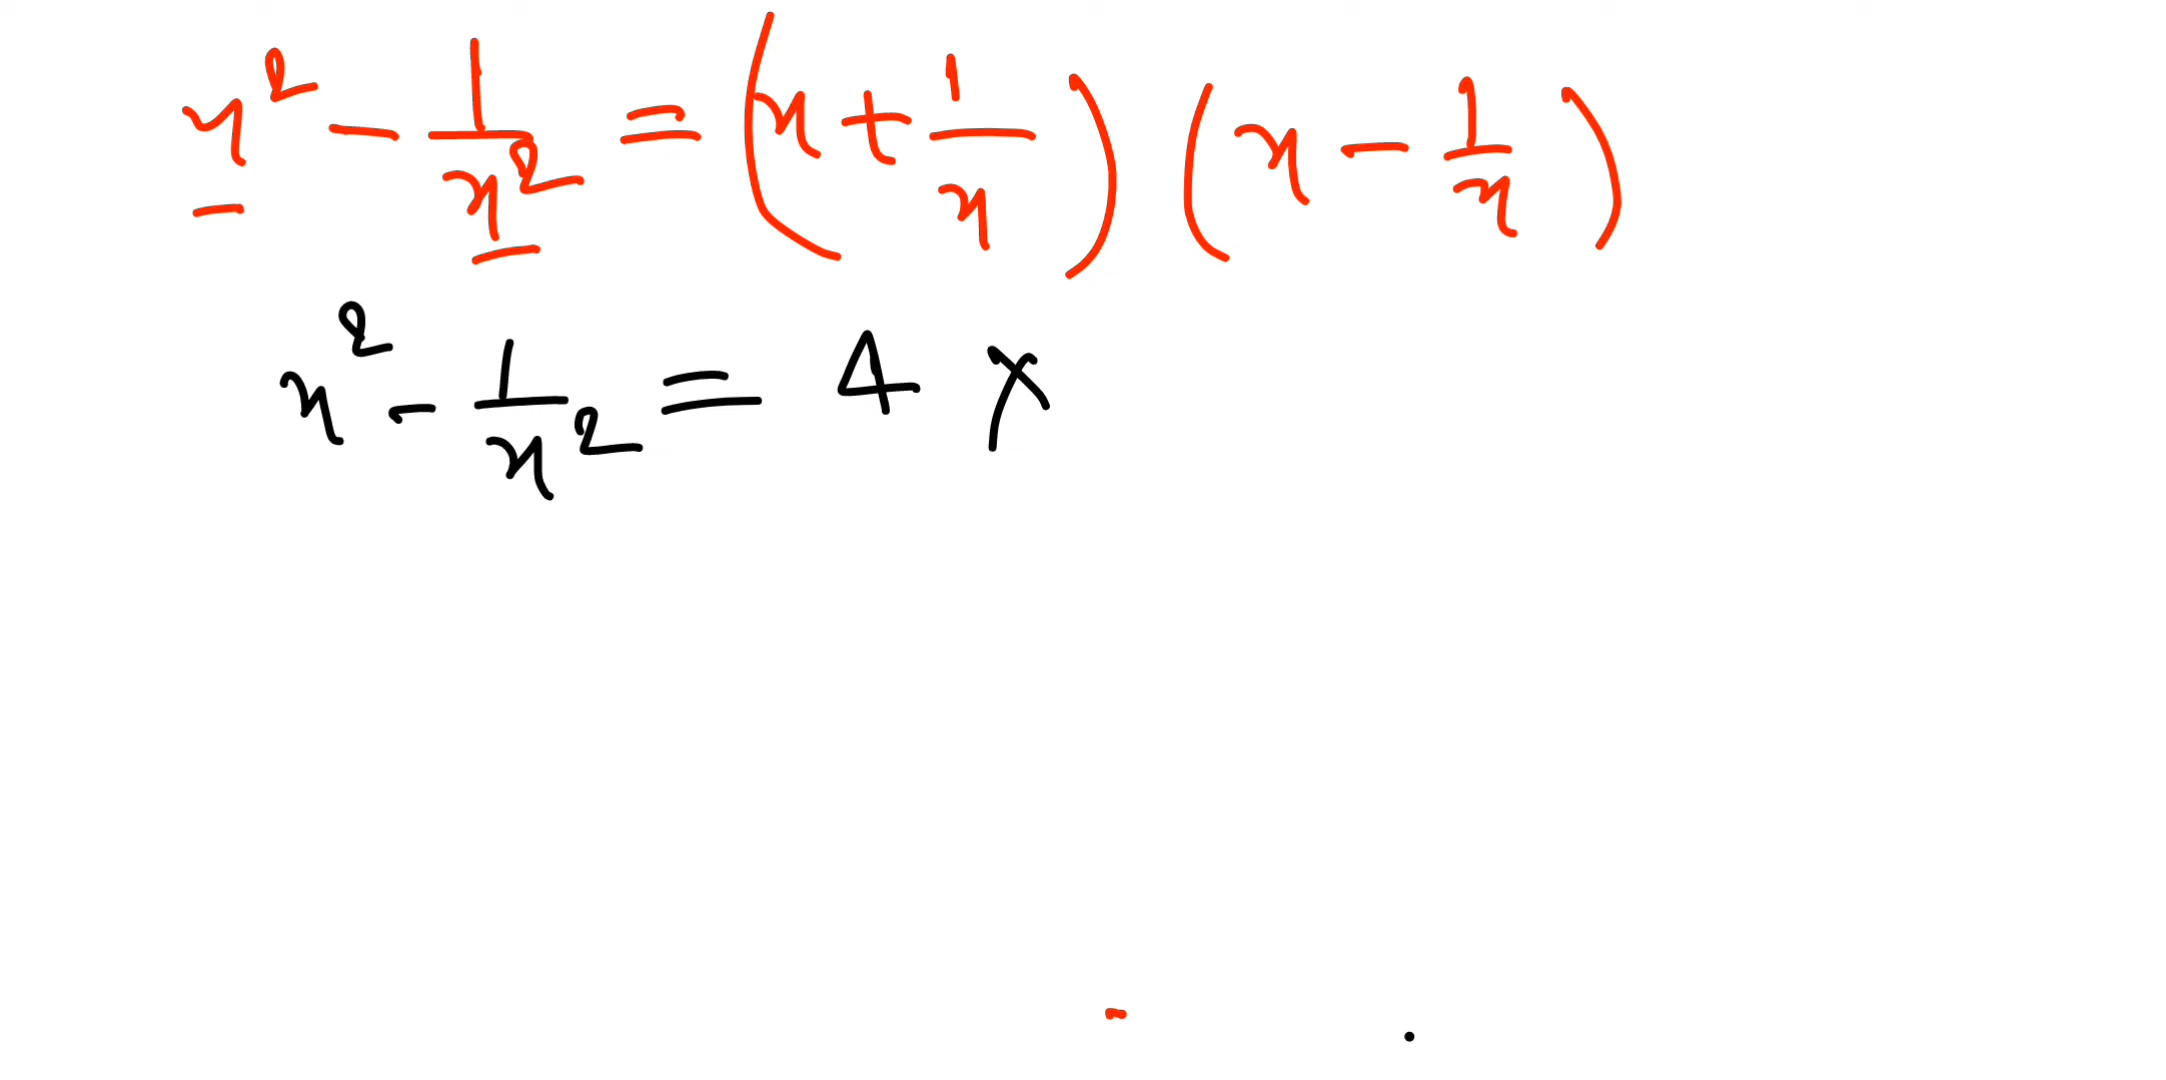 x² - 1/x² = (x + 1/x) (x - 1/x)
x² - 1/x² = 4 ×